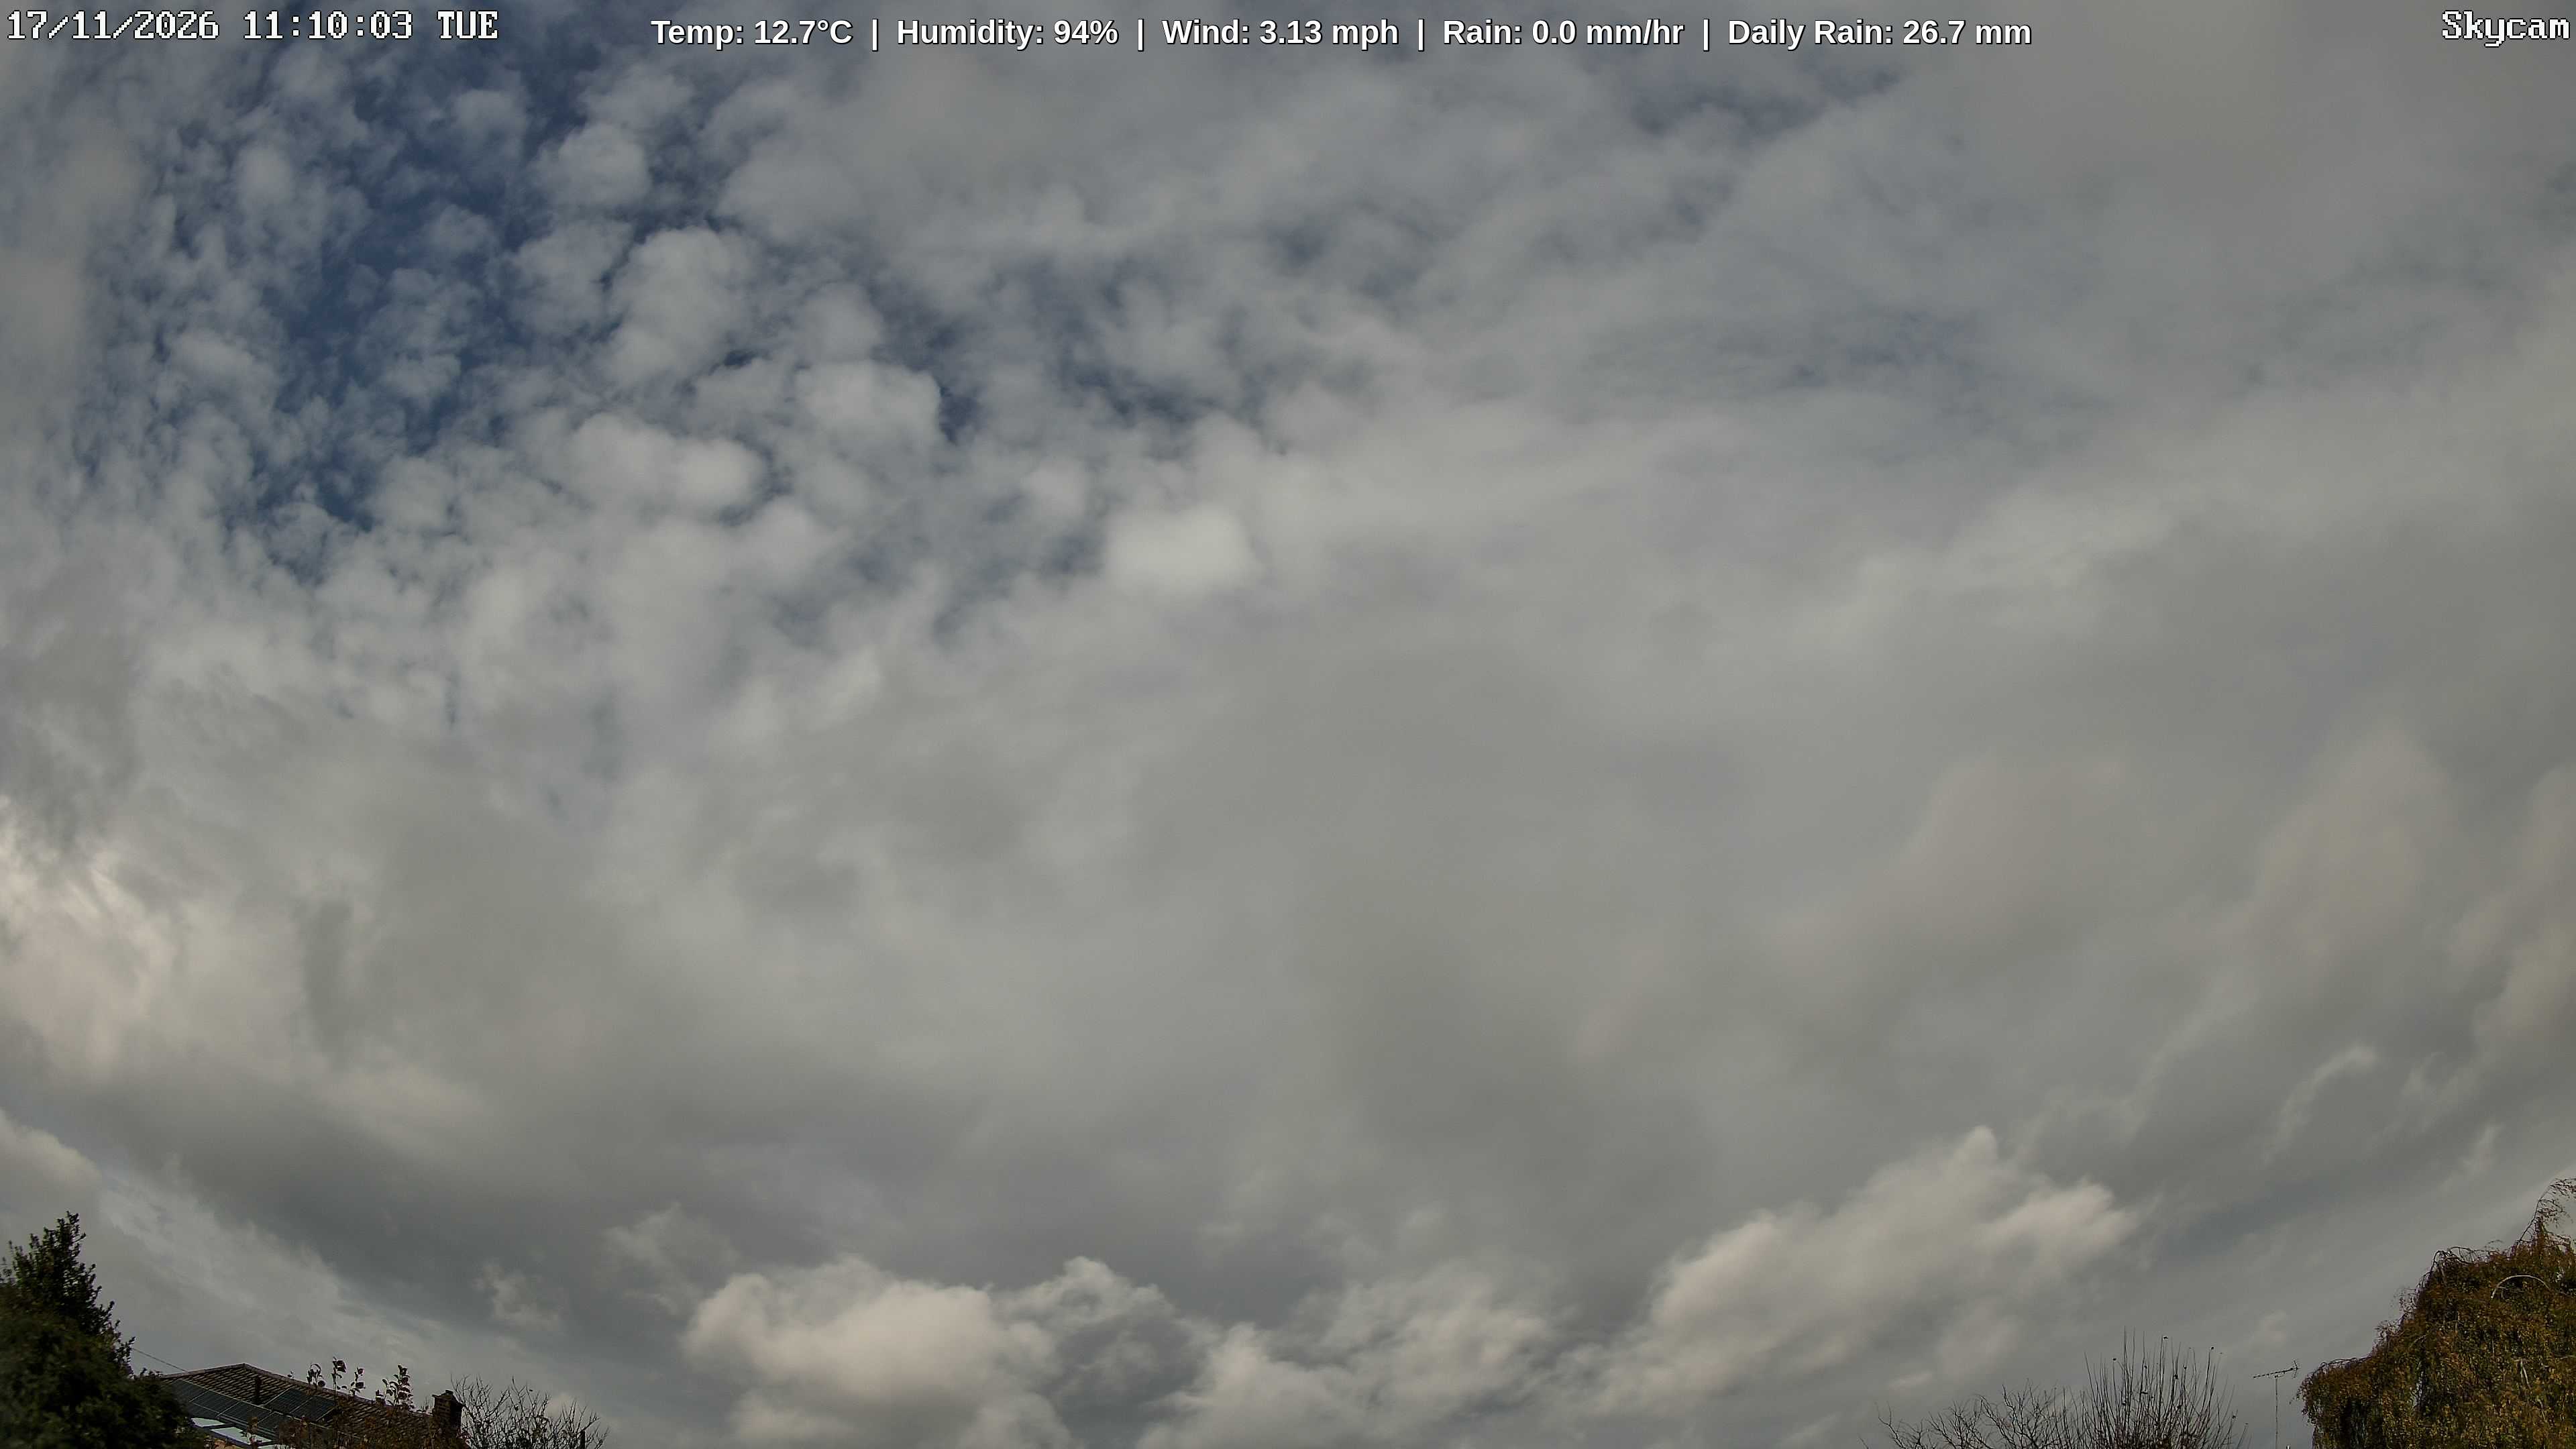 17/11/2026 11:10:03 TUE
Temp: 12.7°C | Humidity: 94% | Wind: 3.13 mph | Rain: 0.0 mm/hr | Daily Rain: 26.7 mm
Skycam